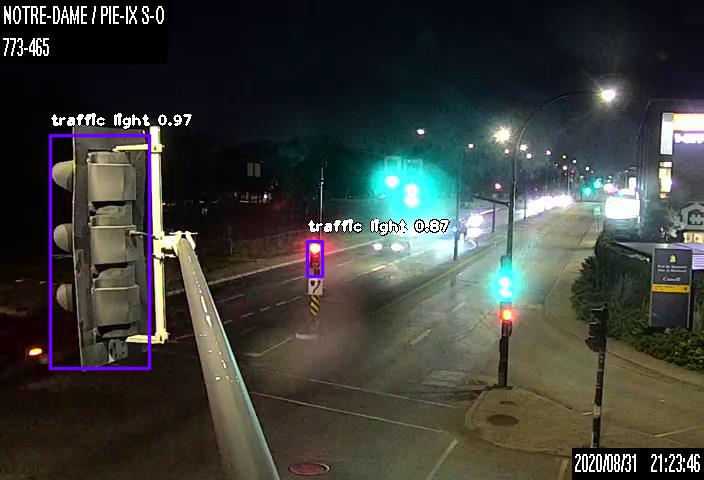 NOTRE-DAME / PIE-IX S-O
773-465
traffic light 0.97
traffic light 0.87
2020/08/31 21:23:46